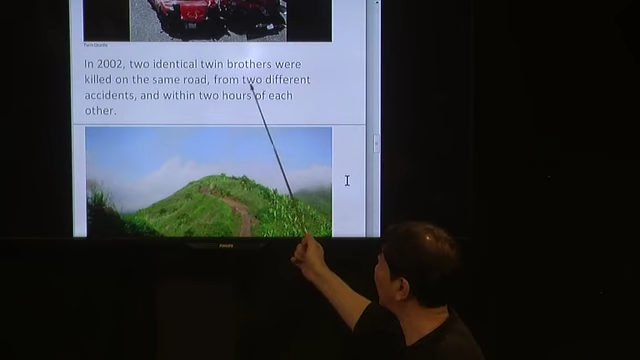 In 2002, two identical twin brothers were
killed on the same road, from two different
accidents, and within two hours of each
other.